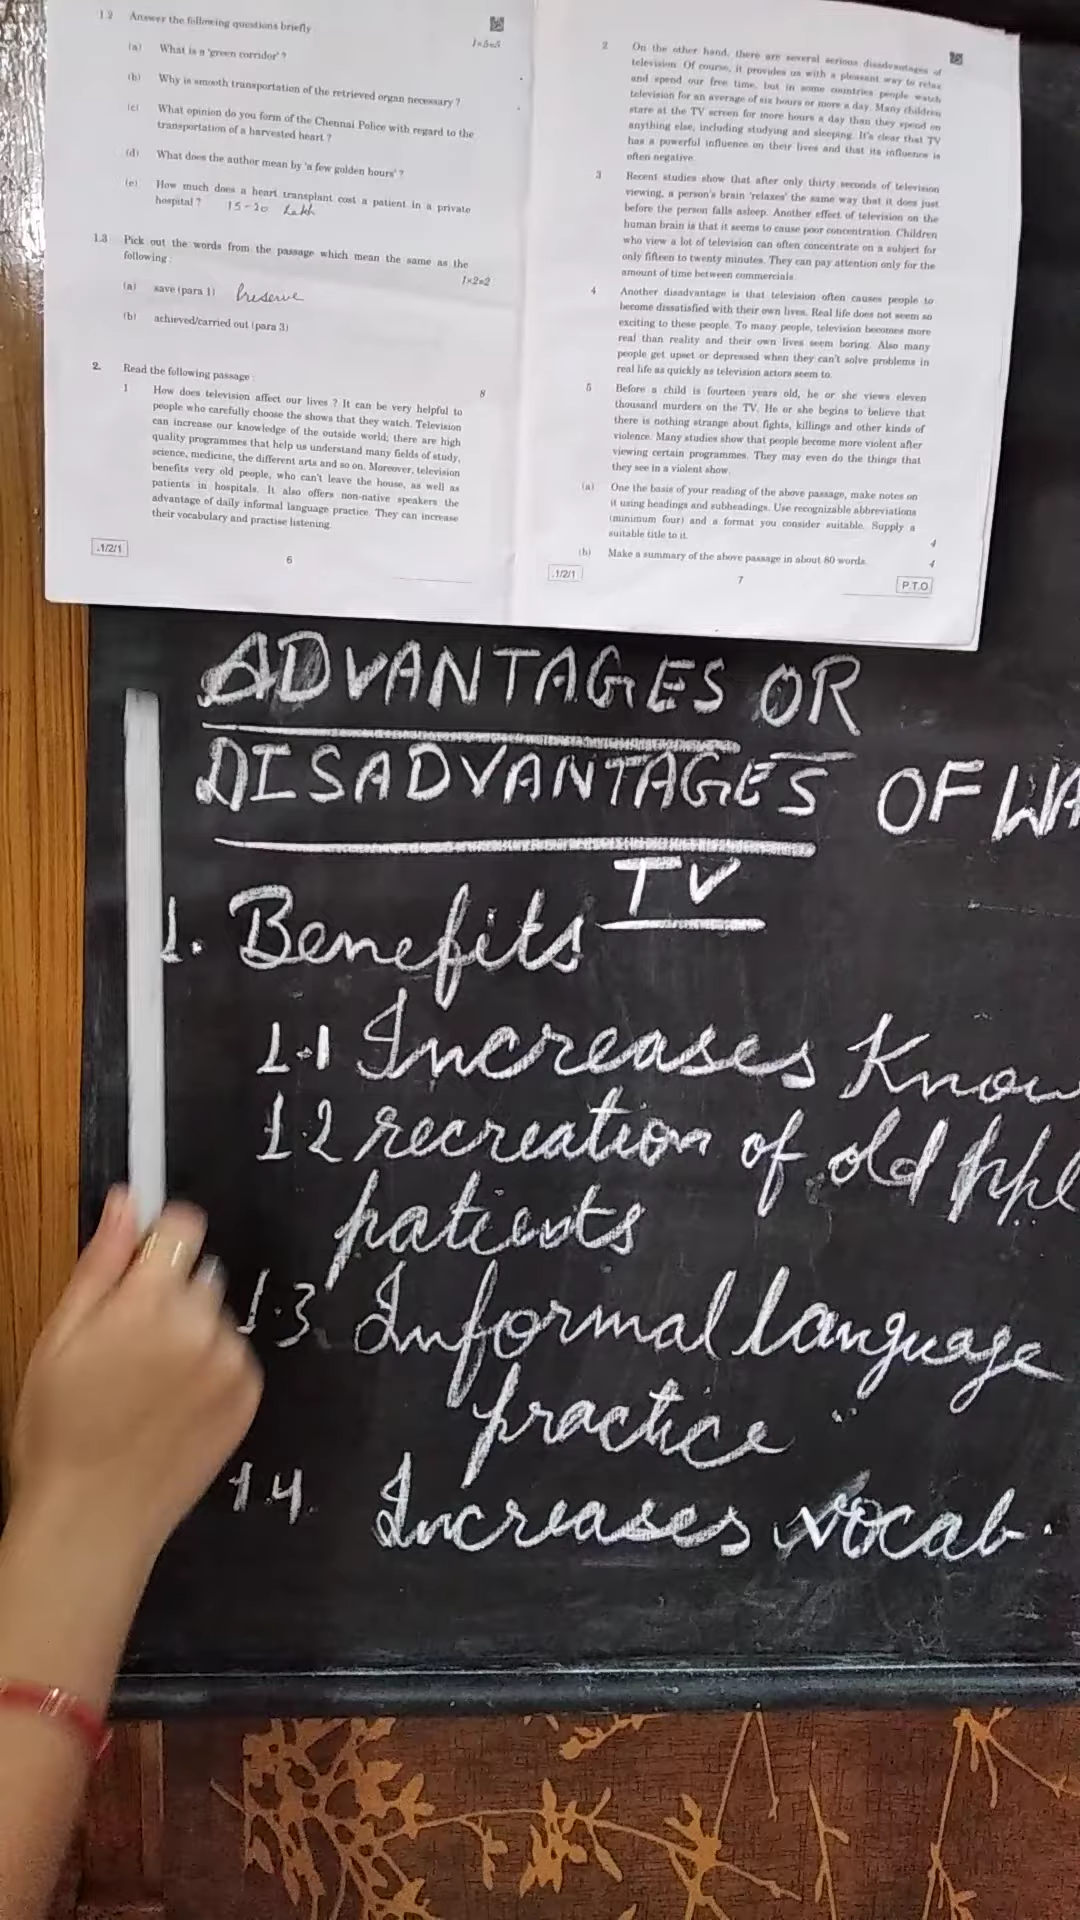 1.2 Answer the following questions briefly
1×5=5
(a) What is a 'green corridor' ?
(b) Why is smooth transportation of the retrieved organ necessary ?
(c) What opinion do you form of the Chennai Police with regard to the
transportation of a harvested heart ?
(d) What does the author mean by 'a few golden hours' ?
(e) How much does a heart transplant cost a patient in a private
hospital ? 15-20 Lakh
1.3 Pick out the words from the passage which mean the same as the
following :
1×2=2
(a) save (para 1) Preserve
(b) achieved/carried out (para 3)
2. Read the following passage :
8
1 How does television affect our lives ? It can be very helpful to
people who carefully choose the shows that they watch. Television
can increase our knowledge of the outside world; there are high
quality programmes that help us understand many fields of study,
science, medicine, the different arts and so on. Moreover, television
benefits very old people, who can't leave the house, as well as
patients in hospitals. It also offers non-native speakers the
advantage of daily informal language practice. They can increase
their vocabulary and practise listening.
.1/2/1
6
2 On the other hand, there are several serious disadvantages of
television. Of course, it provides us with a pleasant way to relax
and spend our free time, but in some countries people watch
television for an average of six hours or more a day. Many children
stare at the TV screen for more hours a day than they spend on
anything else, including studying and sleeping. It's clear that TV
has a powerful influence on their lives and that its influence is
often negative.
3 Recent studies show that after only thirty seconds of television
viewing, a person's brain 'relaxes' the same way that it does just
before the person falls asleep. Another effect of television on the
human brain is that it seems to cause poor concentration. Children
who view a lot of television can often concentrate on a subject for
only fifteen to twenty minutes. They can pay attention only for the
amount of time between commercials.
4 Another disadvantage is that television often causes people to
become dissatisfied with their own lives. Real life does not seem so
exciting to these people. To many people, television becomes more
real than reality and their own lives seem boring. Also many
people get upset or depressed when they can't solve problems in
real life as quickly as television actors seem to.
5 Before a child is fourteen years old, he or she views eleven
thousand murders on the TV. He or she begins to believe that
there is nothing strange about fights, killings and other kinds of
violence. Many studies show that people become more violent after
viewing certain programmes. They may even do the things that
they see in a violent show.
(a) One the basis of your reading of the above passage, make notes on
it using headings and subheadings. Use recognizable abbreviations
(minimum four) and a format you consider suitable. Supply a
suitable title to it.
4
(b) Make a summary of the above passage in about 80 words.
4
.1/2/1
7
P.T.O.
ADVANTAGES OR
DISADVANTAGES OF WA
TV
1. Benefits
1.1 Increases Know
1.2 recreation of old ppl
patients
1.3 Informal language
practice
1.4. Increases vocab.